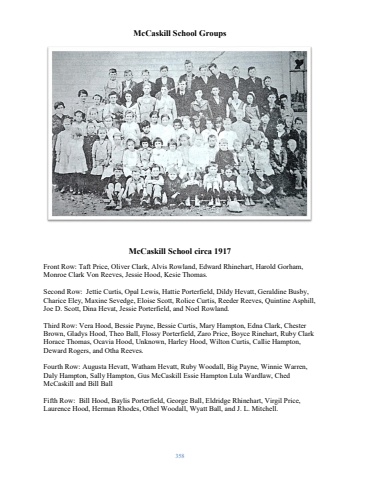 McCaskill School Groups
McCaskill School circa 1917
Front Row: Taft Price, Oliver Clark, Alvis Rowland, Edward Rhinehart, Harold Gorham,
Monroe Clark Von Reeves, Jessie Hood, Kesie Thomas.
Second Row:  Jettie Curtis, Opal Lewis, Hattie Porterfield, Dildy Hevatt, Geraldine Busby,
Charice Eley, Maxine Sevedge, Eloise Scott, Rolice Curtis, Reeder Reeves, Quintine Asphill,
Joe D. Scott, Dina Hevat, Jessie Porterfield, and Noel Rowland.
Third Row: Vera Hood, Bessie Payne, Bessie Curtis, Mary Hampton, Edna Clark, Chester
Brown, Gladys Hood, Theo Ball, Flossy Porterfield, Zaro Price, Boyce Rinehart, Ruby Clark
Horace Thomas, Ocavia Hood, Unknown, Harley Hood, Wilton Curtis, Callie Hampton,
Deward Rogers, and Otha Reeves.
Fourth Row: Augusta Hevatt, Watham Hevatt, Ruby Woodall, Big Payne, Winnie Warren,
Daly Hampton, Sally Hampton, Gus McCaskill Essie Hampton Lula Wardlaw, Ched
McCaskill and Bill Ball
Fifth Row:  Bill Hood, Baylis Porterfield, George Ball, Eldridge Rhinehart, Virgil Price,
Laurence Hood, Herman Rhodes, Othel Woodall, Wyatt Ball, and J. L. Mitchell.
358